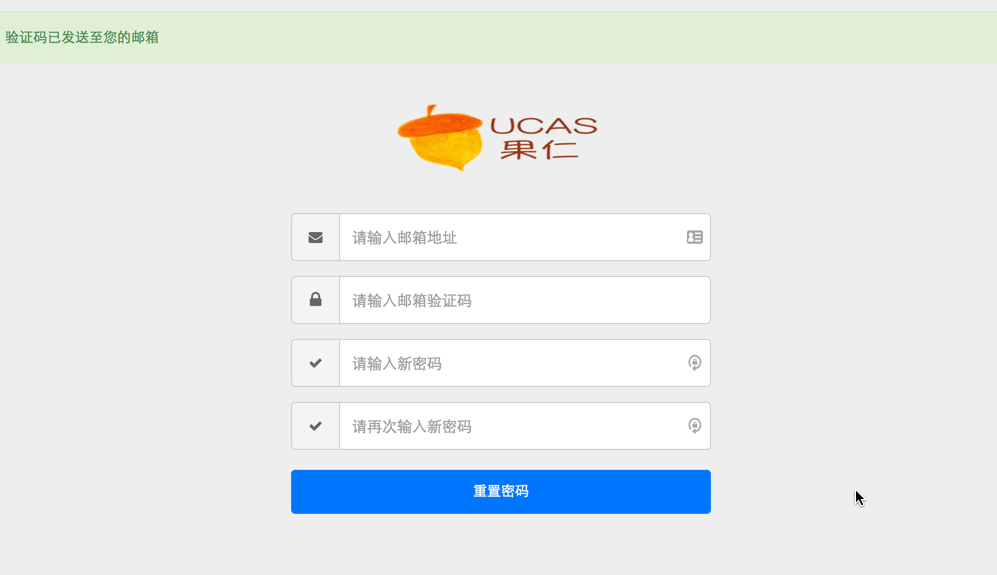 验证码已发送至您的邮箱
UCAS
果仁
请输入邮箱地址
请输入邮箱验证码
请输入新密码
请再次输入新密码
重置密码